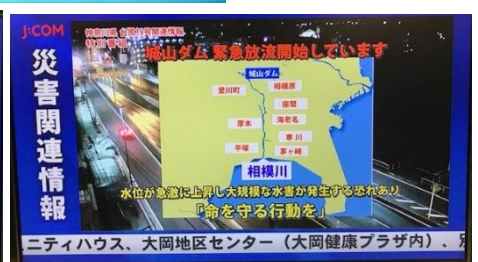 J:COM
災害関連情報
神奈川県 台風19号関連情報
特別番組
城山ダム 緊急放流開始しています
城山ダム
愛川町
相模原
座間
厚木
海老名
寒川
平塚
茅ヶ崎
相模川
水位が急激に上昇し大規模な水害が発生する恐れあり
「命を守る行動を」
ニティハウス、大岡地区センター（大岡健康プラザ内）、